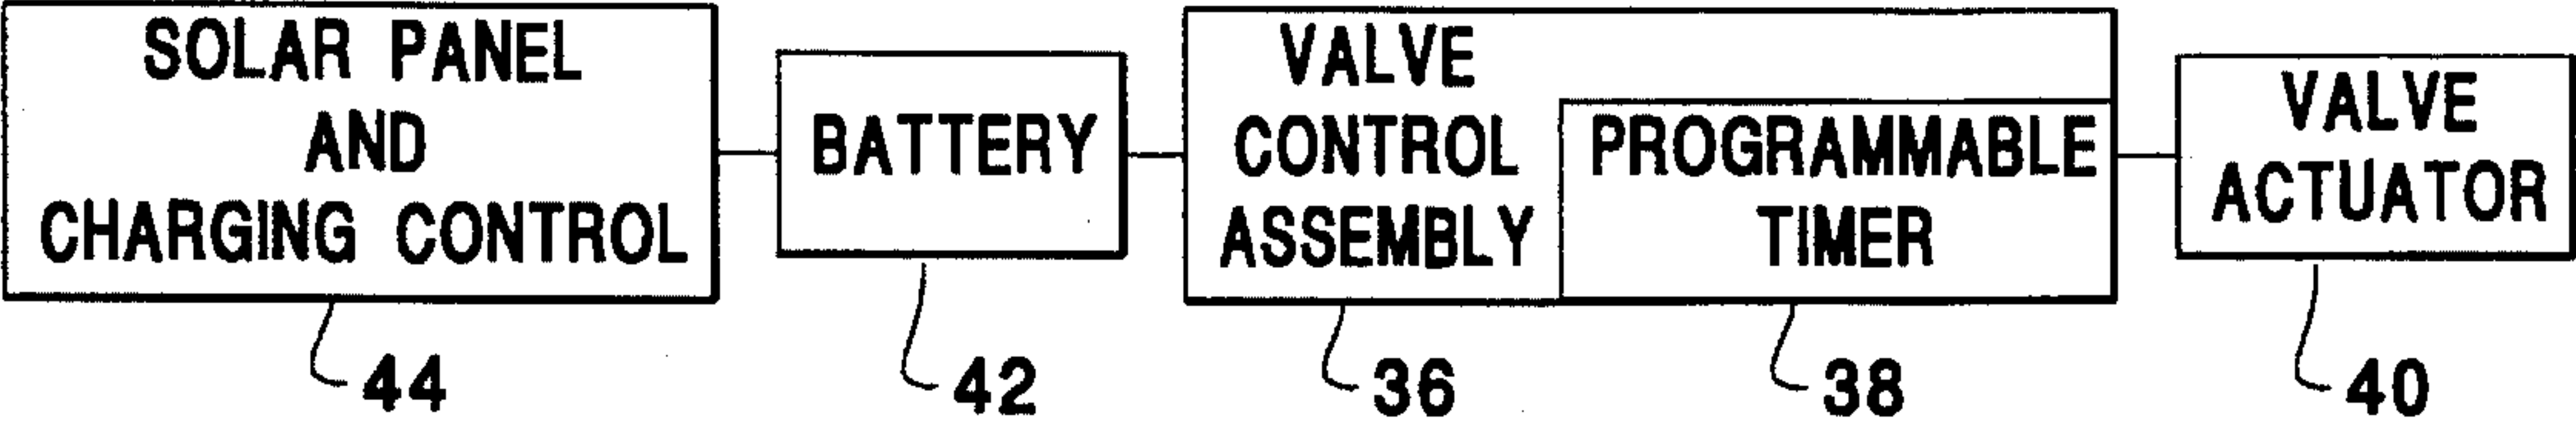 SOLAR PANEL
AND
CHARGING CONTROL
BATTERY
VALVE
CONTROL
ASSEMBLY
PROGRAMMABLE
TIMER
VALVE
ACTUATOR
44
42
36
38
40